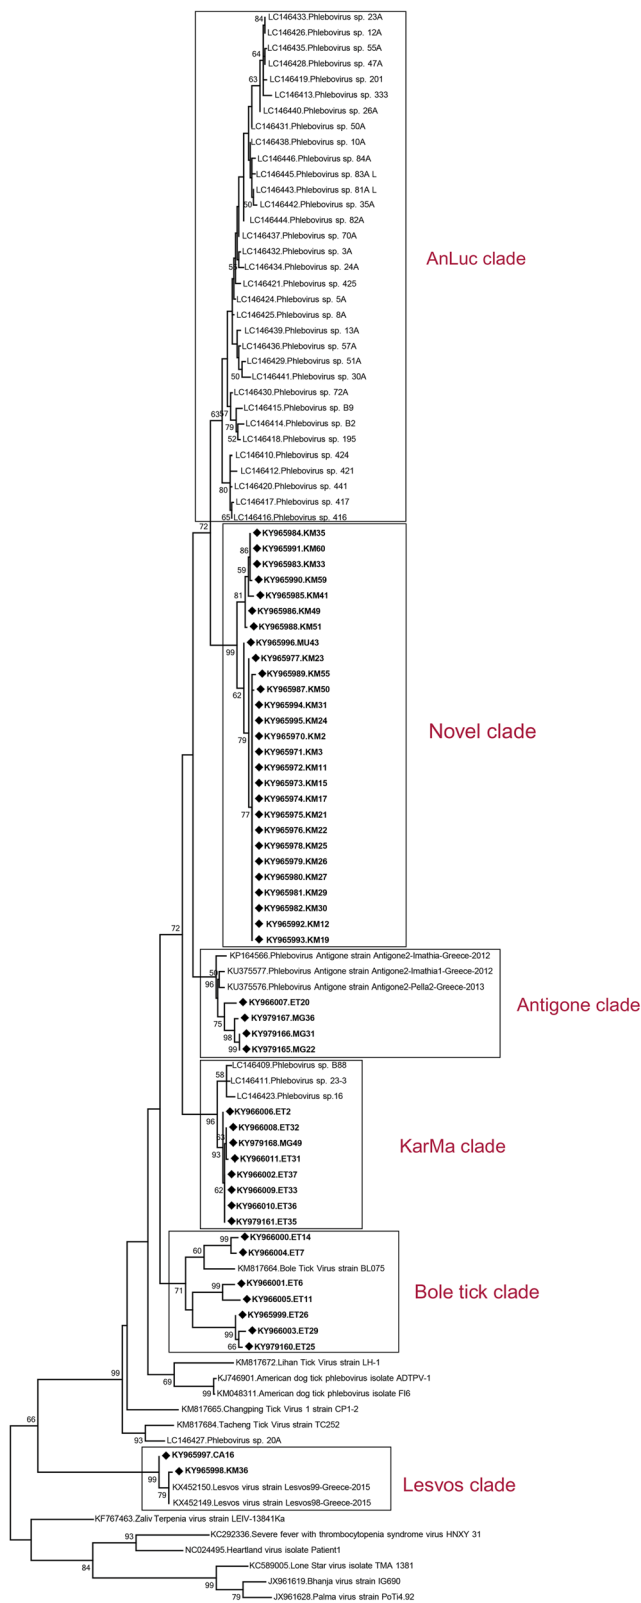 84
LC146433.Phlebovirus sp. 23A
LC146426.Phlebovirus sp. 12A
LC146435.Phlebovirus sp. 55A
64
LC146428.Phlebovirus sp. 47A
LC146419.Phlebovirus sp. 201
63
LC146413.Phlebovirus sp. 333
LC146440.Phlebovirus sp. 26A
LC146431.Phlebovirus sp. 50A
LC146438.Phlebovirus sp. 10A
LC146446.Phlebovirus sp. 84A
LC146445.Phlebovirus sp. 83A L
LC146443.Phlebovirus sp. 81A L
50
LC146442.Phlebovirus sp. 35A
LC146444.Phlebovirus sp. 82A
LC146437.Phlebovirus sp. 70A
LC146432.Phlebovirus sp. 3A
AnLuc clade
LC146434.Phlebovirus sp. 24A
LC146421.Phlebovirus sp. 425
LC146424.Phlebovirus sp. 5A
LC146425.Phlebovirus sp. 8A
LC146439.Phlebovirus sp. 13A
LC146436.Phlebovirus sp. 57A
LC146429.Phlebovirus sp. 51A
50
LC146441.Phlebovirus sp. 30A
LC146430.Phlebovirus sp. 72A
LC146415.Phlebovirus sp. B9
63
57
LC146414.Phlebovirus sp. B2
79
52
LC146418.Phlebovirus sp. 195
LC146410.Phlebovirus sp. 424
LC146412.Phlebovirus sp. 421
80
LC146420.Phlebovirus sp. 441
LC146417.Phlebovirus sp. 417
65
LC146416.Phlebovirus sp. 416
72
KY965984.KM35
86
KY965991.KM60
KY965983.KM33
59
KY965990.KM59
81
KY965985.KM41
KY965986.KM49
KY965988.KM51
KY965996.MU43
99
KY965977.KM23
KY965989.KM55
62
KY965987.KM50
KY965994.KM31
KY965995.KM24
Novel clade
79
KY965970.KM2
KY965971.KM3
KY965972.KM11
KY965973.KM15
KY965974.KM17
77
KY965975.KM21
KY965976.KM22
KY965978.KM25
KY965979.KM26
KY965980.KM27
KY965981.KM29
KY965982.KM30
KY965992.KM12
72
KY965993.KM19
KP164566.Phlebovirus Antigone strain Antigone2-Imathia-Greece-2012
KU375577.Phlebovirus Antigone strain Antigone2-Imathia1-Greece-2012
96
KU375576.Phlebovirus Antigone strain Antigone2-Pella2-Greece-2013
KY966007.ET20
Antigone clade
75
KY979167.MG36
98
KY979166.MG31
99
KY979165.MG22
LC146409.Phlebovirus sp. B88
58
LC146411.Phlebovirus sp. 23-3
LC146423.Phlebovirus sp.16
96
KY966006.ET2
KY966008.ET32
KY979168.MG49
KarMa clade
93
KY966011.ET31
KY966002.ET37
62
KY966009.ET33
KY966010.ET36
KY979161.ET35
99
KY966000.ET14
60
KY966004.ET7
KM817664.Bole Tick Virus strain BL075
71
99
KY966001.ET6
Bole tick clade
KY966005.ET11
KY965999.ET26
99
KY966003.ET29
66
KY979160.ET25
KM817672.Lihan Tick Virus strain LH-1
99
69
KJ746901.American dog tick phlebovirus isolate ADTPV-1
99
KM048311.American dog tick phlebovirus isolate FI6
KM817665.Changping Tick Virus 1 strain CP1-2
66
KM817684.Tacheng Tick Virus strain TC252
93
LC146427.Phlebovirus sp. 20A
KY965997.CA16
99
KY965998.KM36
Lesvos clade
79
KX452150.Lesvos virus strain Lesvos99-Greece-2015
KX452149.Lesvos virus strain Lesvos98-Greece-2015
KF767463.Zaliv Terpenia virus strain LEIV-13841Ka
93
KC292336.Severe fever with thrombocytopenia syndrome virus HNXY 31
NC024495.Heartland virus isolate Patient1
84
KC589005.Lone Star virus isolate TMA 1381
99
JX961619.Bhanja virus strain IG690
79
JX961628.Palma virus strain PoTi4.92